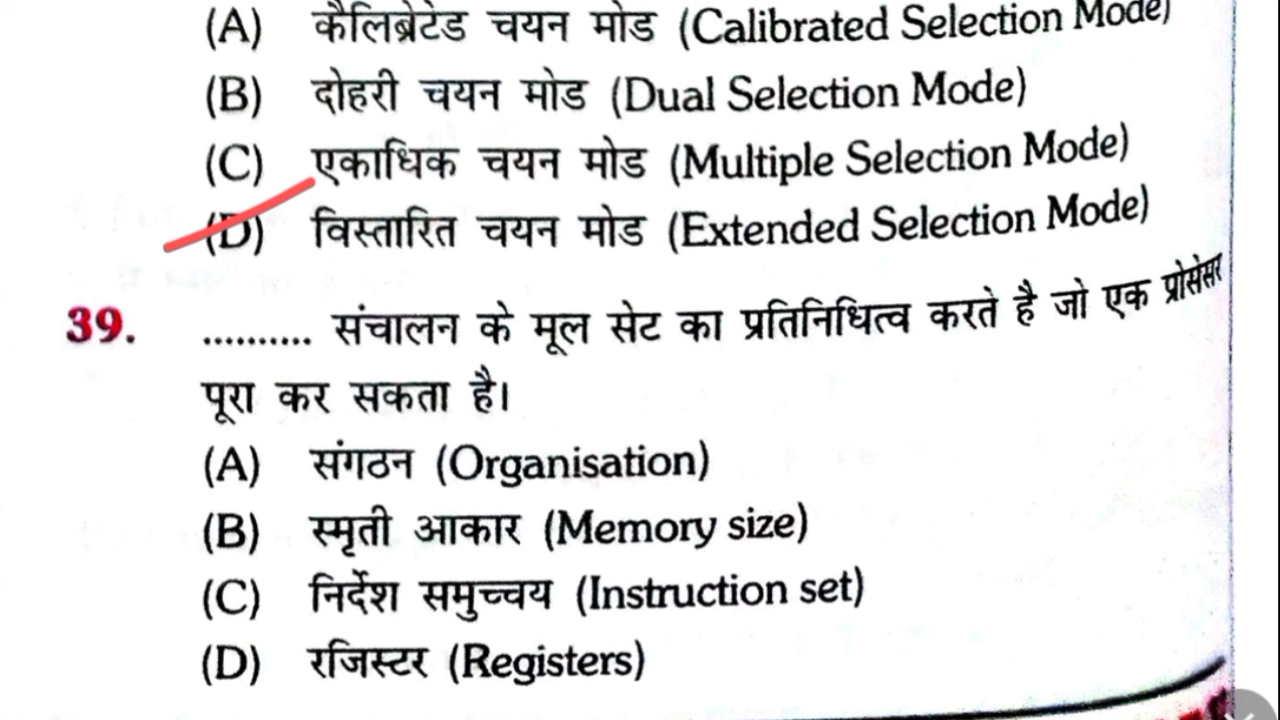 (A) कैलिब्रेटेड चयन मोड (Calibrated Selection Mode)
(B) दोहरी चयन मोड (Dual Selection Mode)
(C) एकाधिक चयन मोड (Multiple Selection Mode)
(D) विस्तारित चयन मोड (Extended Selection Mode)
39. .......... संचालन के मूल सेट का प्रतिनिधित्व करते है जो एक प्रोसेसर
पूरा कर सकता है।
(A) संगठन (Organisation)
(B) स्मृती आकार (Memory size)
(C) निर्देश समुच्चय (Instruction set)
(D) रजिस्टर (Registers)